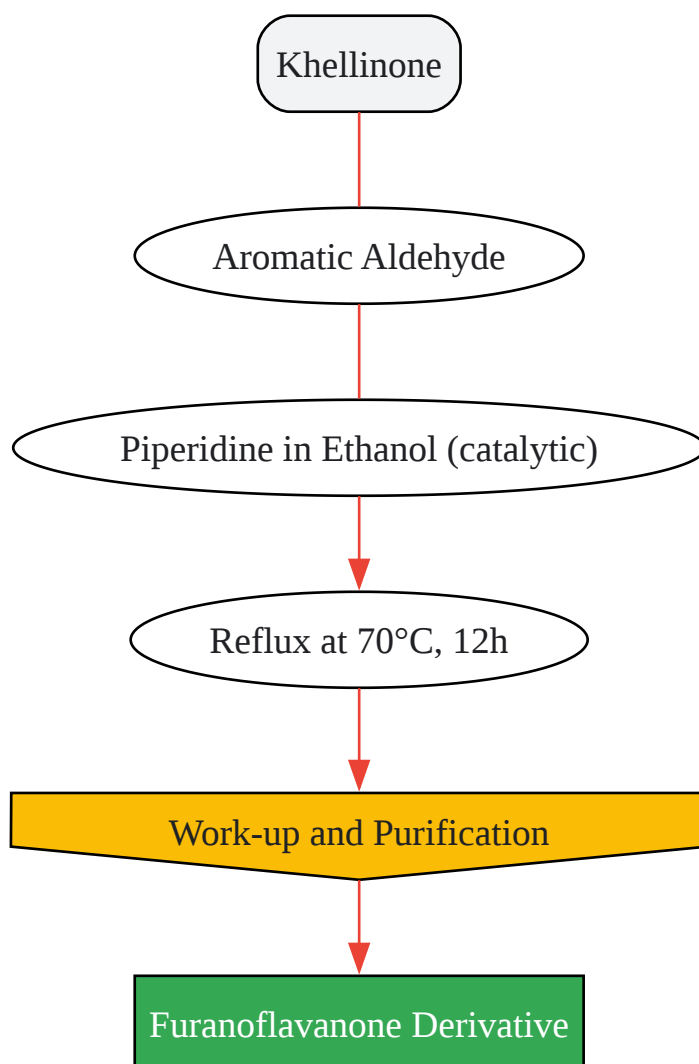 Khellinone
Aromatic Aldehyde
Piperidine in Ethanol (catalytic)
Reflux at 70°C, 12h
Work-up and Purification
Furanoflavanone Derivative